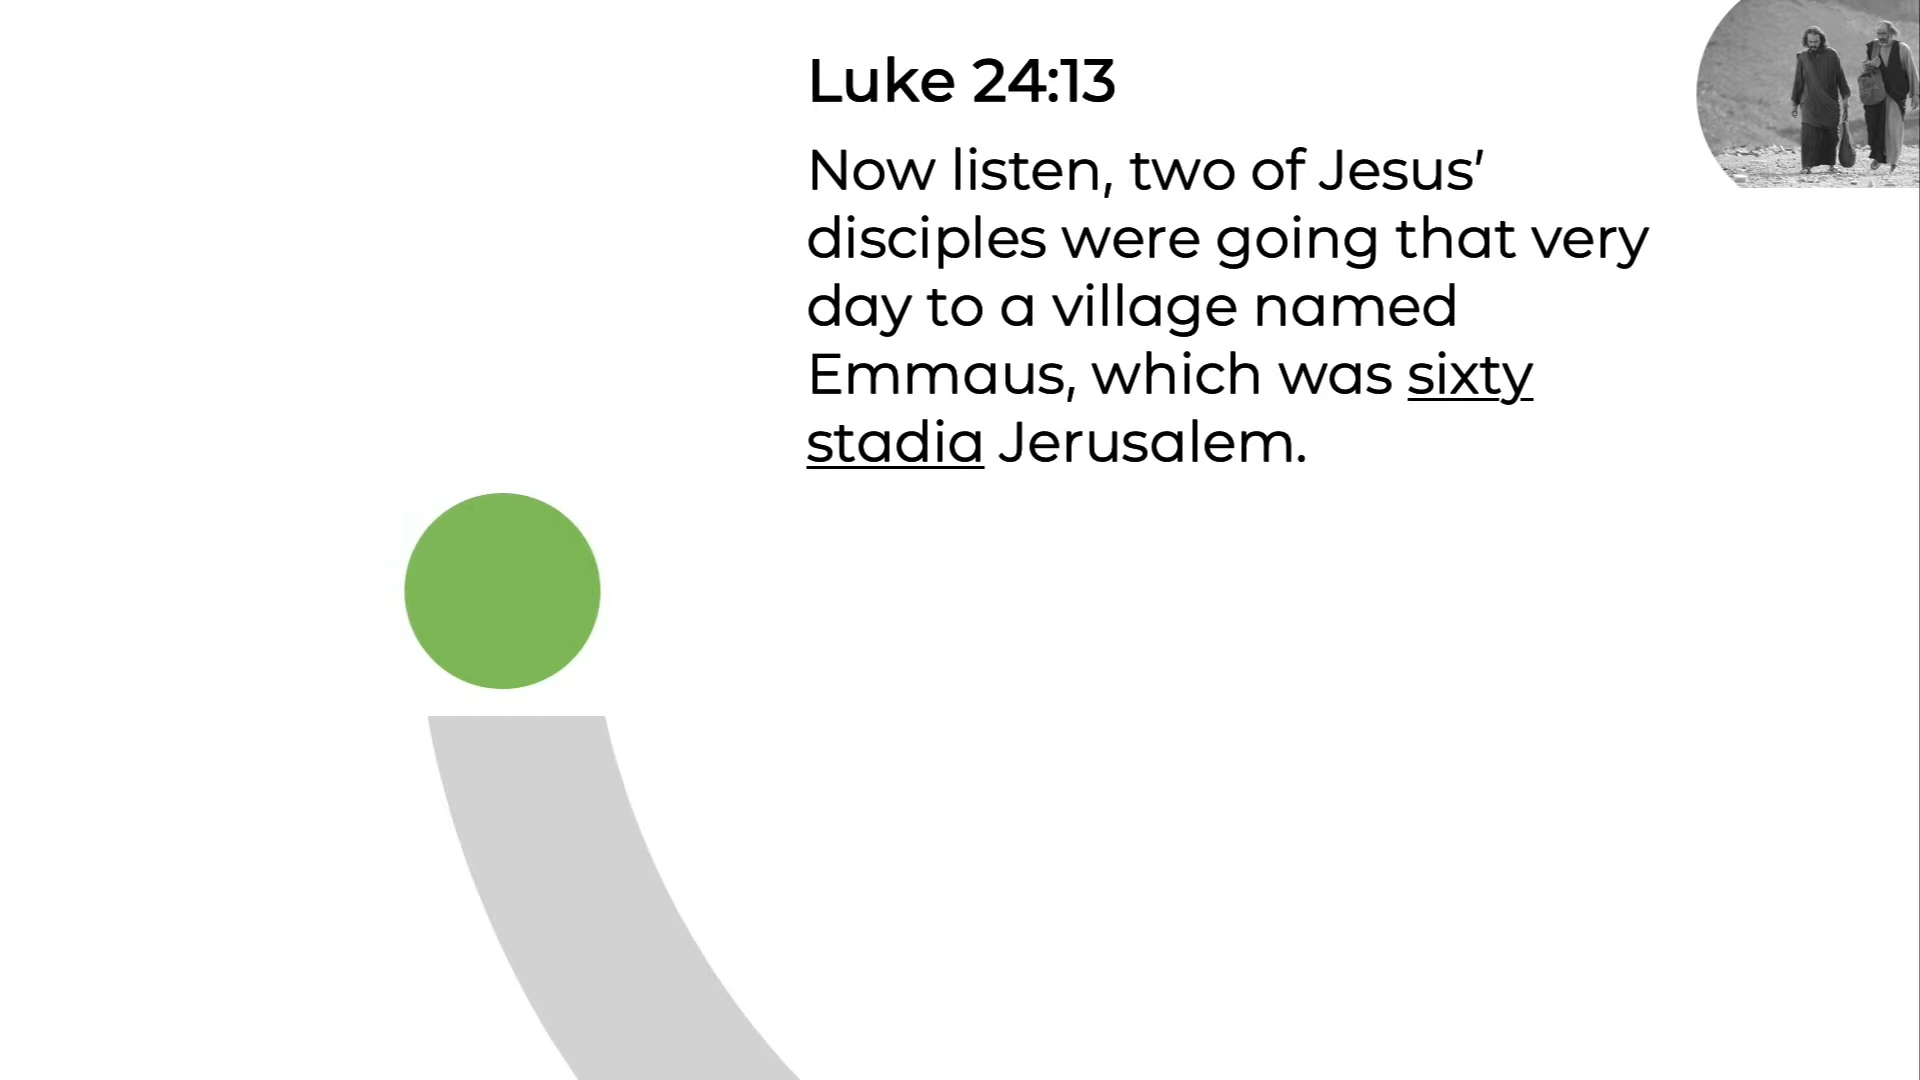 Luke 24:13
Now listen, two of Jesus’
disciples were going that very
day to a village named
Emmaus, which was sixty
stadia Jerusalem.